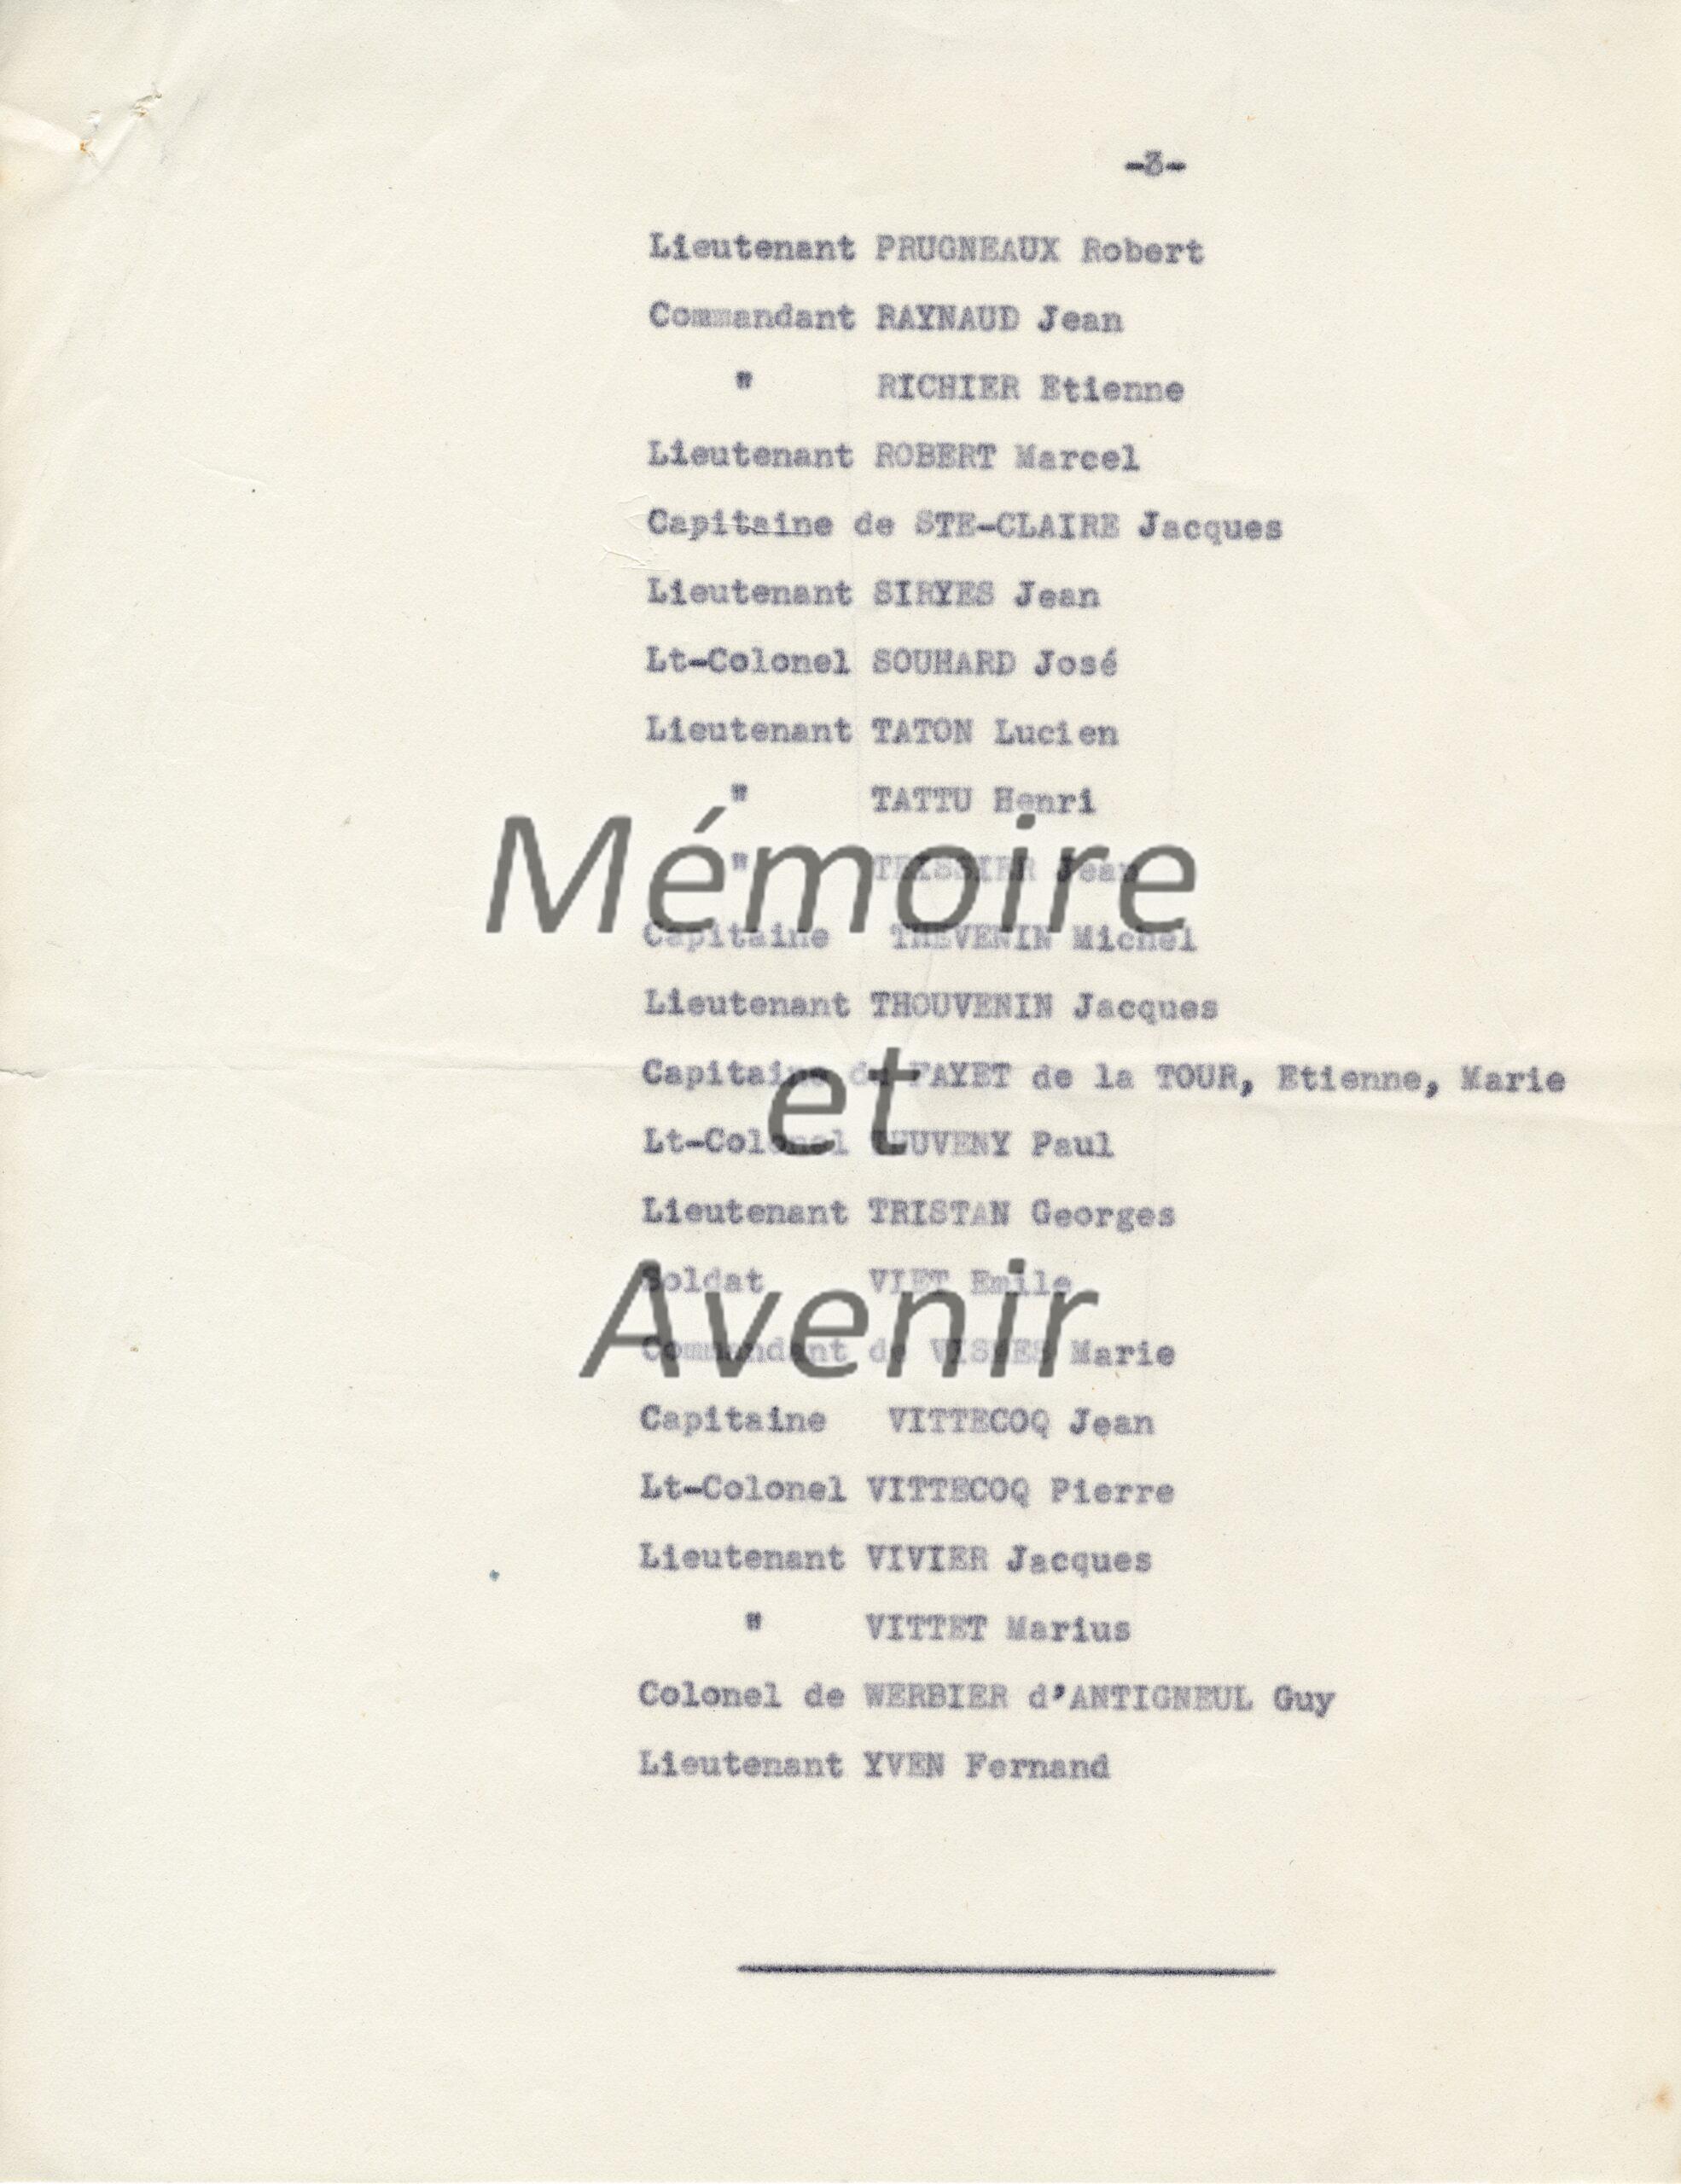 -3-
Lieutenant PRUGNEAUX Robert
Commandant RAYNAUD Jean
" RICHIER Etienne
Lieutenant ROBERT Marcel
Capitaine de STE-CLAIRE Jacques
Lieutenant SIRYES Jean
Lt-Colonel SOUHARD José
Lieutenant TATON Lucien
" TATTU Henri
" Jean
Capitaine THEVENIN Michel
Lieutenant THOUVENIN Jacques
Capitaine de FAYET de la TOUR, Etienne, Marie
Lt-Colonel Paul
Lieutenant TRISTAN Georges
Soldat VIET Emile
Commandant de Marie
Capitaine VITTECOQ Jean
Lt-Colonel VITTECOQ Pierre
Lieutenant VIVIER Jacques
" VITTET Marius
Colonel de WERBIER d'ANTIGNEUL Guy
Lieutenant YVEN Fernand
Mémoire
et
Avenir